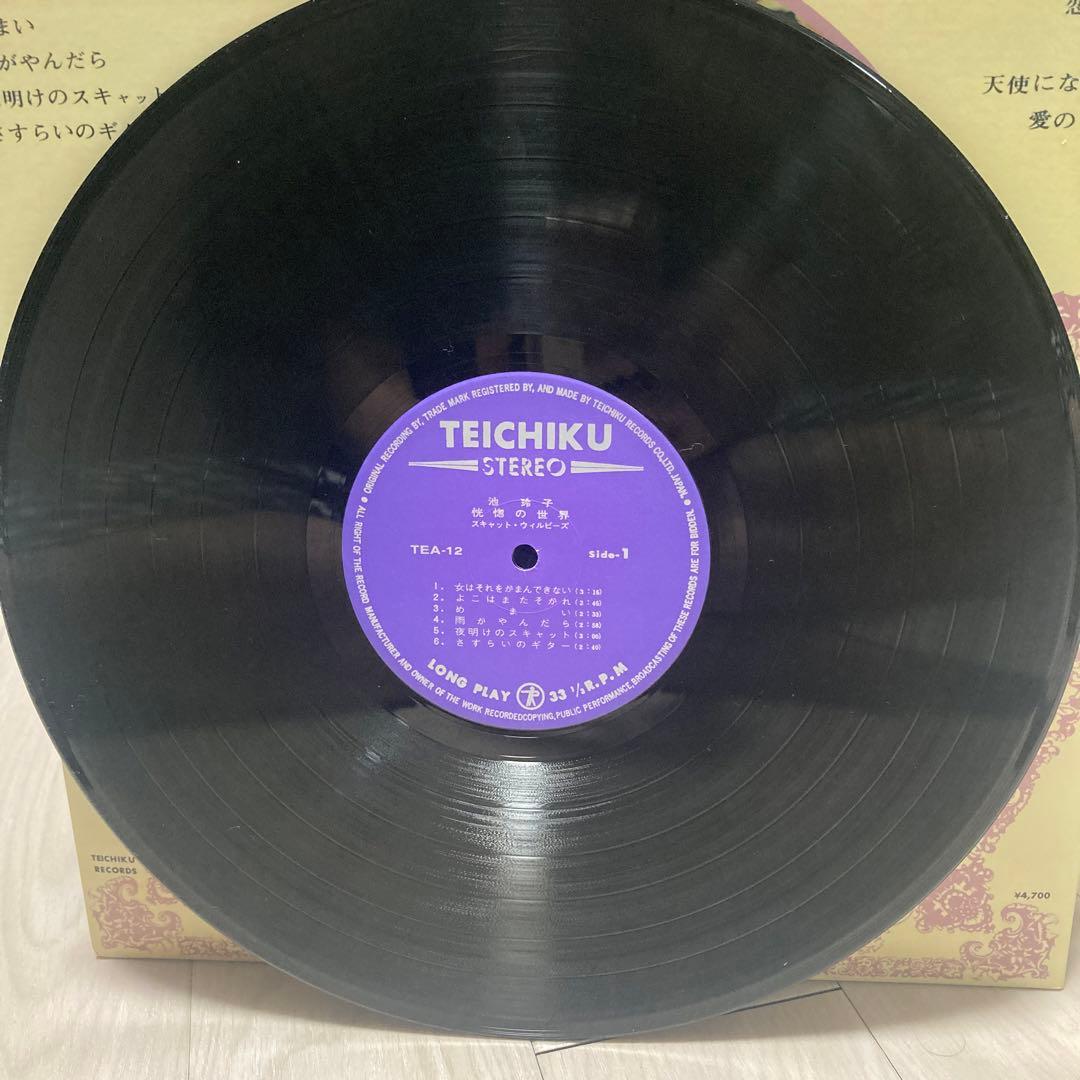 まい
がやんだら
明けのスキャット
さすらいのギ
天使にな
愛の
ORIGINAL RECORDING BY, TRADE MARK REGISTERED BY, AND MADE BY TEICHIKU RECORDS CO., LTD. JAPAN.
TEICHIKU
STEREO
池 玲 子
恍惚の世界
スキャット・ウィルビーズ
TEA-12
Side-1
1. 女はそれをがまんできない(3:15)
2. よこはまたそがれ(2:45)
3. めまい(2:33)
4. 雨がやんだら(2:58)
5. 夜明けのスキャット(3:00)
6. さすらいのギター(2:40)
LONG PLAY 33 1/3 R.P.M
ALL RIGHT OF THE RECORD MANUFACTURER AND OWNER OF THE WORK RECORDEDCOPYING, PUBLIC PERFORMANCE, BROADCASTING OF THESE RECORDS ARE FOR BIDDEN.
TEICHIKU
RECORDS
¥4,700